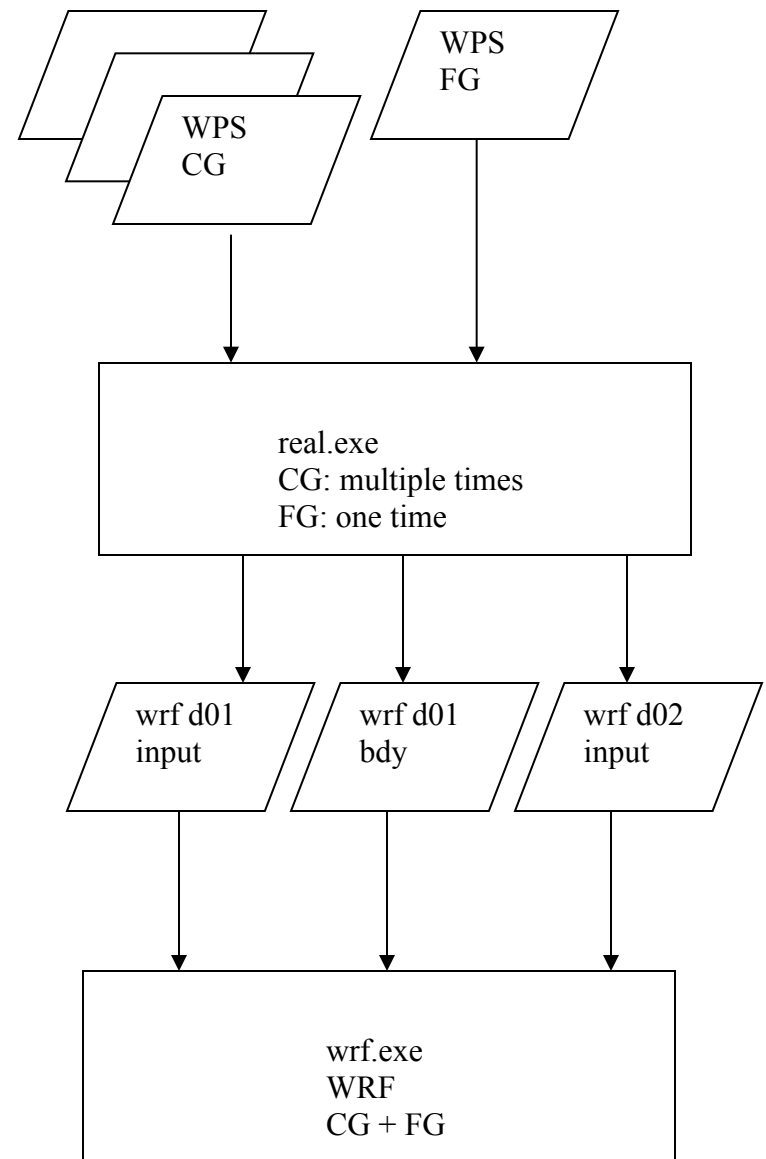 WPS
CG
WPS
FG
real.exe
CG: multiple times
FG: one time
wrf d01
input
wrf d01
bdy
wrf d02
input
wrf.exe
WRF
CG + FG